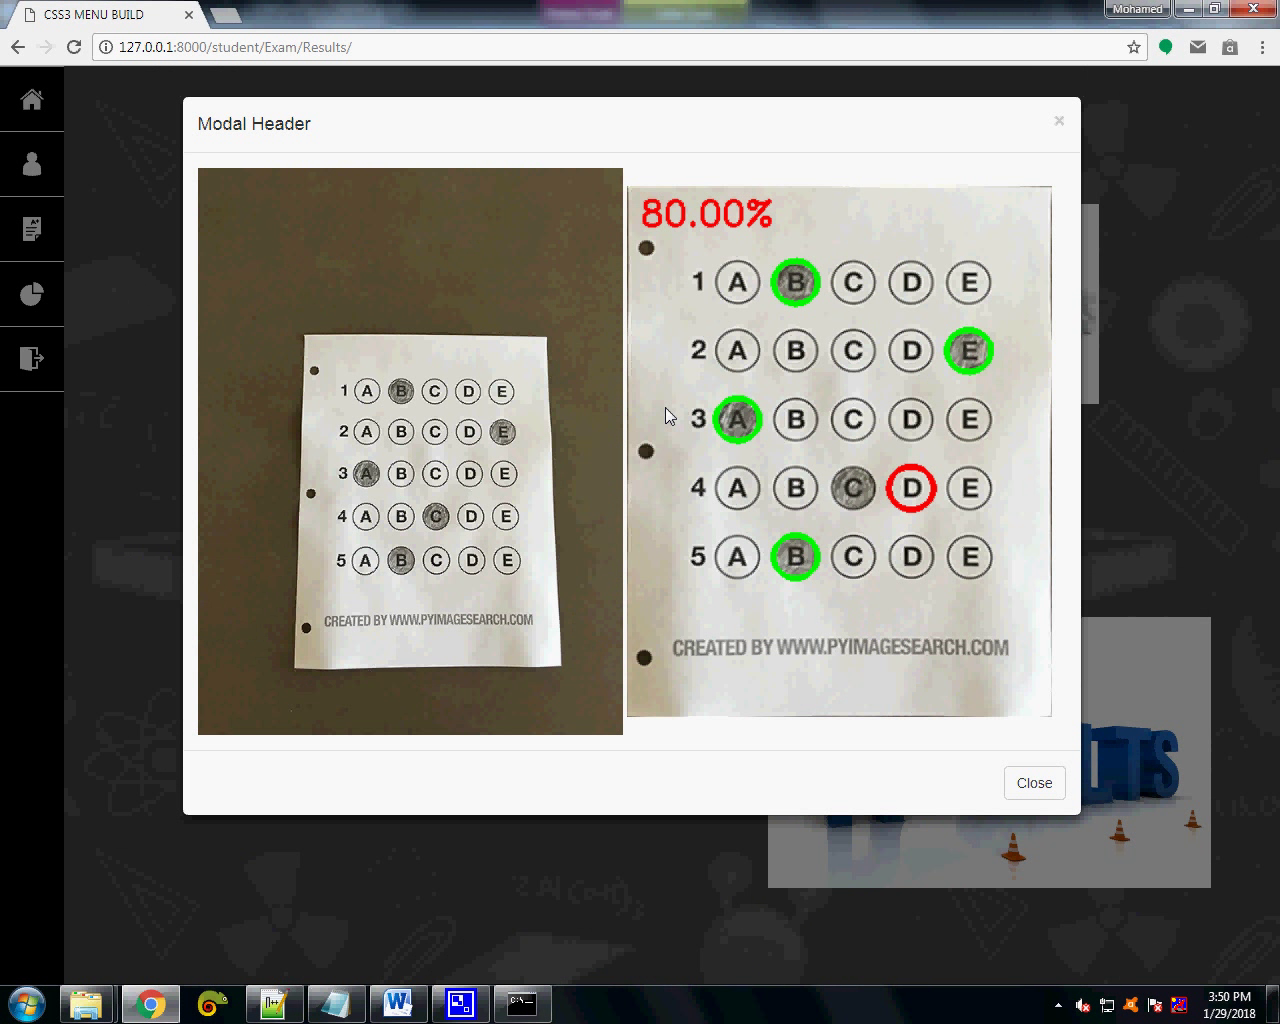 CSS3 MENU BUILD
Mohamed
127.0.0.1:8000/student/Exam/Results/
Modal Header
×
1 A B C D E
2 A B C D E
3 A B C D E
4 A B C D E
5 A B C D E
CREATED BY WWW.PYIMAGESEARCH.COM
80.00%
1 A B C D E
2 A B C D E
3 A B C D E
4 A B C D E
5 A B C D E
CREATED BY WWW.PYIMAGESEARCH.COM
Close
3:50 PM
1/29/2018